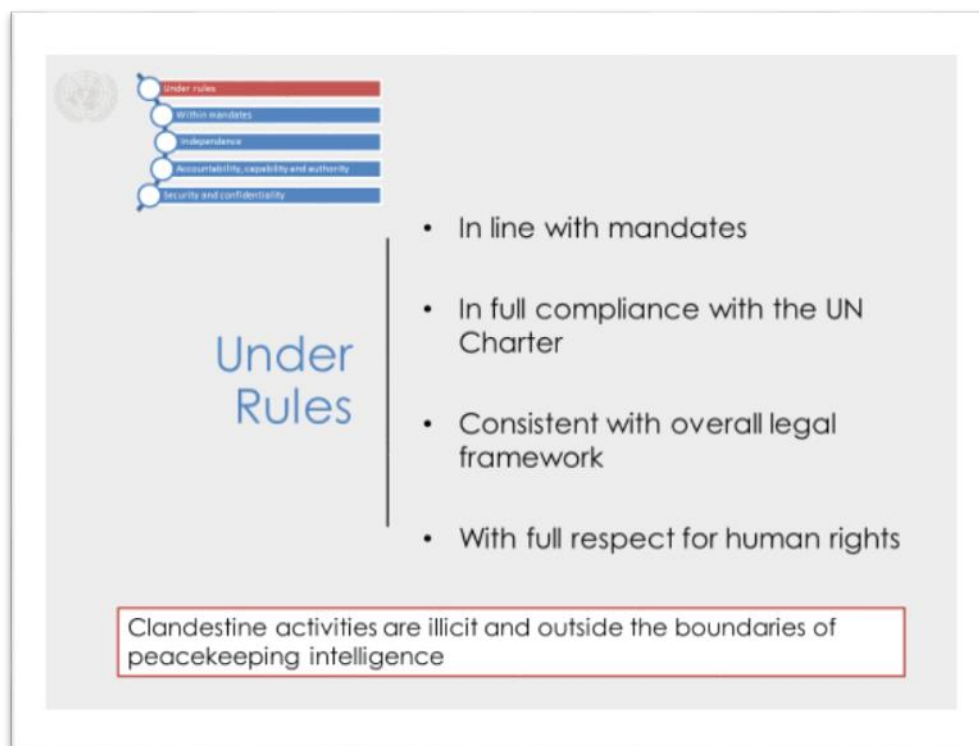 Under rules
Within mandates
Independence
Accountability, capability and authority
Security and confidentiality
Under
Rules
• In line with mandates
• In full compliance with the UN
Charter
• Consistent with overall legal
framework
• With full respect for human rights
Clandestine activities are illicit and outside the boundaries of
peacekeeping intelligence